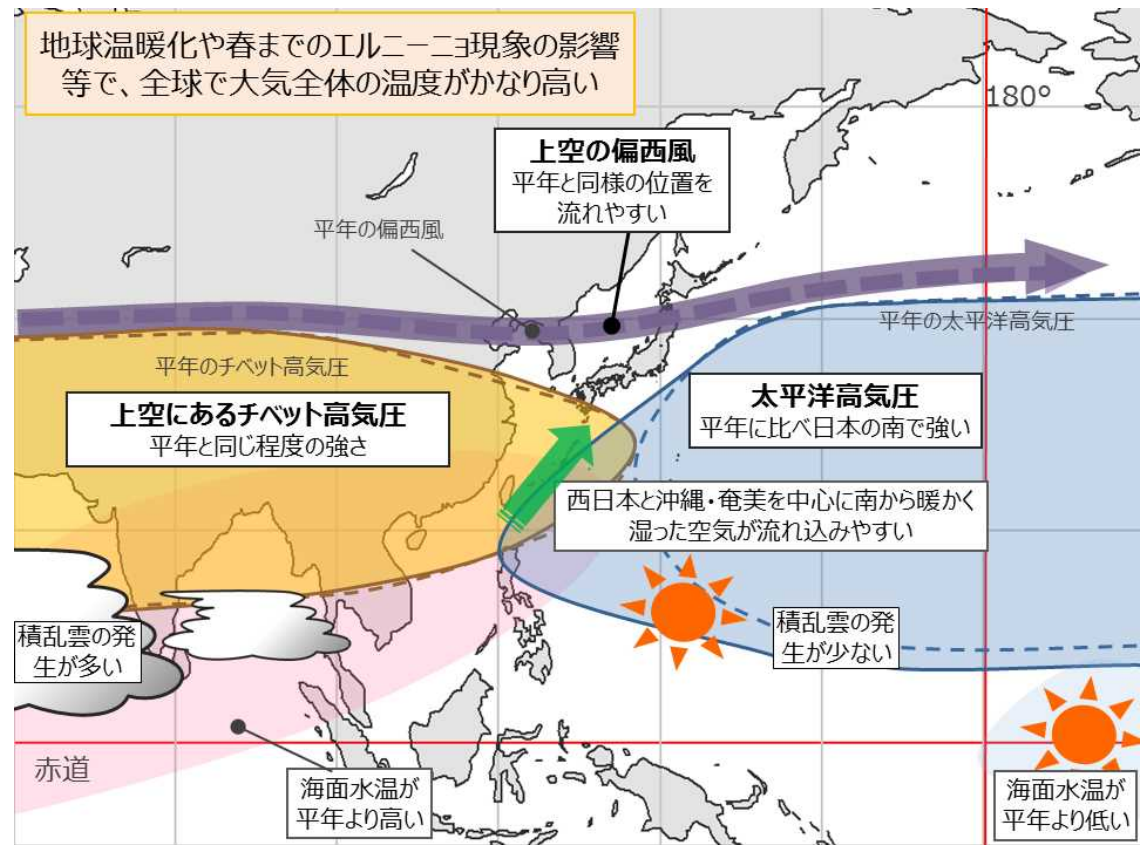 地球温暖化や春までのエルニーニョ現象の影響
等で、全球で大気全体の温度がかなり高い
180°
上空の偏西風
平年と同様の位置を
流れやすい
平年の偏西風
平年の太平洋高気圧
平年のチベット高気圧
上空にあるチベット高気圧
平年と同じ程度の強さ
太平洋高気圧
平年に比べ日本の南で強い
西日本と沖縄・奄美を中心に南から暖かく
湿った空気が流れ込みやすい
積乱雲の発
生が多い
積乱雲の発
生が少ない
赤道
海面水温が
平年より高い
海面水温が
平年より低い